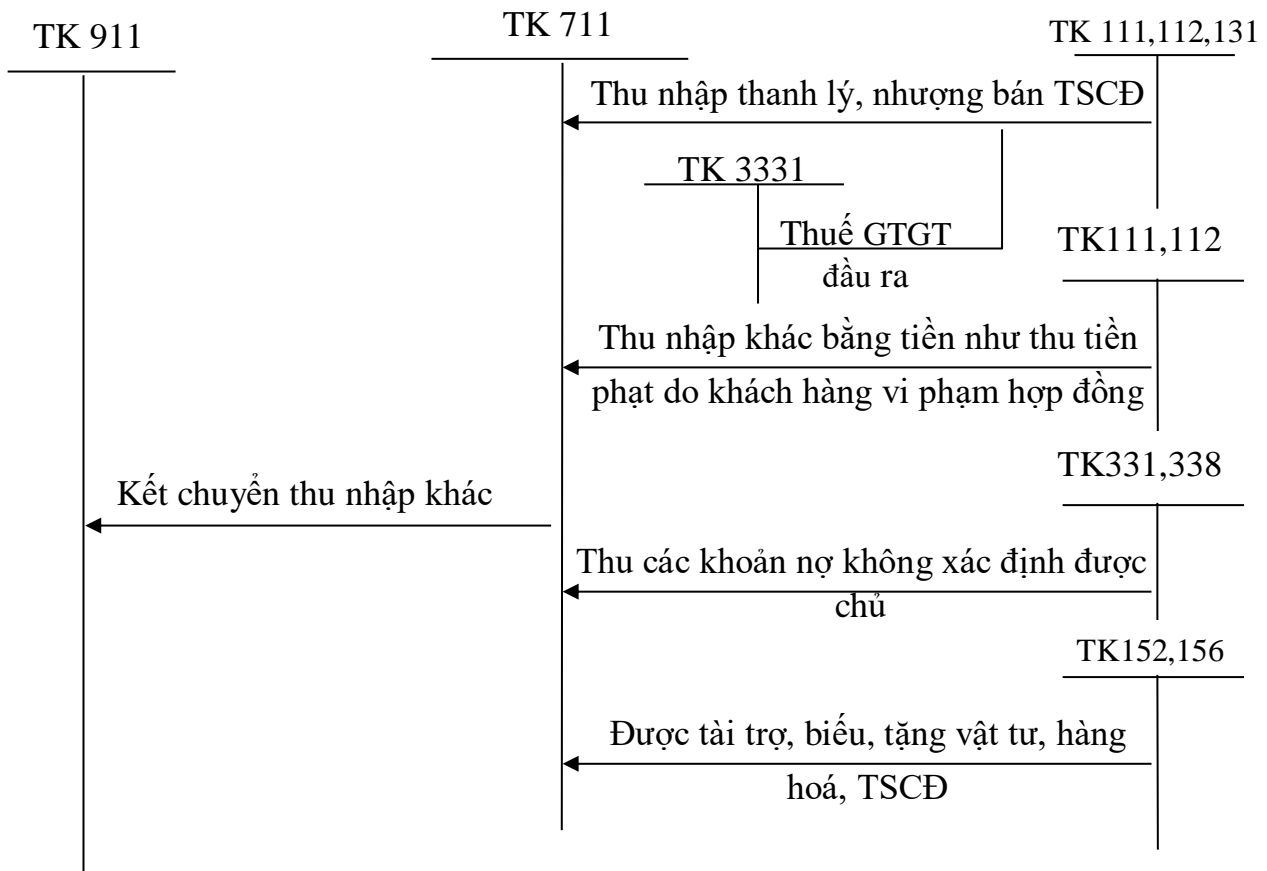 TK 911
TK 711
TK 111,112,131
Thu nhập thanh lý, nhượng bán TSCĐ
TK 3331
Thuế GTGT
đầu ra
TK111,112
Thu nhập khác bằng tiền như thu tiền
phạt do khách hàng vi phạm hợp đồng
TK331,338
Kết chuyển thu nhập khác
Thu các khoản nợ không xác định được
chủ
TK152,156
Được tài trợ, biếu, tặng vật tư, hàng
hoá, TSCĐ